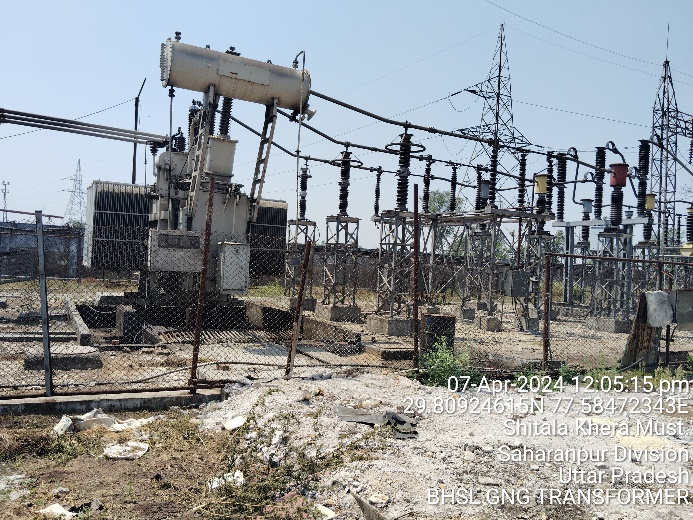 07-Apr-2024 12:05:15 pm
29.80924615N 77.58472343E
Shitala Khera Must.
Saharanpur Division
Uttar Pradesh
BHSL GNG TRANSFORMER